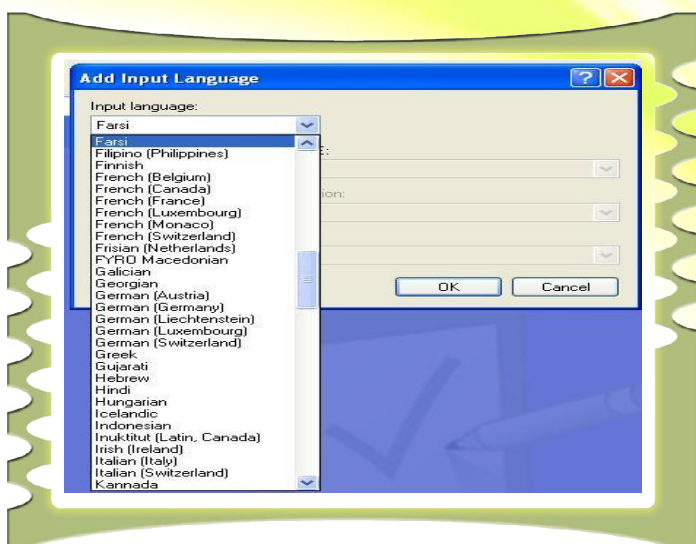 Add Input Language
Input language:
Farsi
Farsi
Filipino (Philippines)
Finnish
French (Belgium)
French (Canada)
ion:
French (France)
French (Luxembourg)
French (Monaco)
French (Switzerland)
Frisian (Netherlands)
FYRO Macedonian
Galician
Georgian
German (Austria)
OK Cancel
German (Germany)
German (Liechtenstein)
German (Luxembourg)
German (Switzerland)
Greek
Gujarati
Hebrew
Hindi
Hungarian
Icelandic
Indonesian
Inuktitut (Latin, Canada)
Irish (Ireland)
Italian (Italy)
Italian (Switzerland)
Kannada